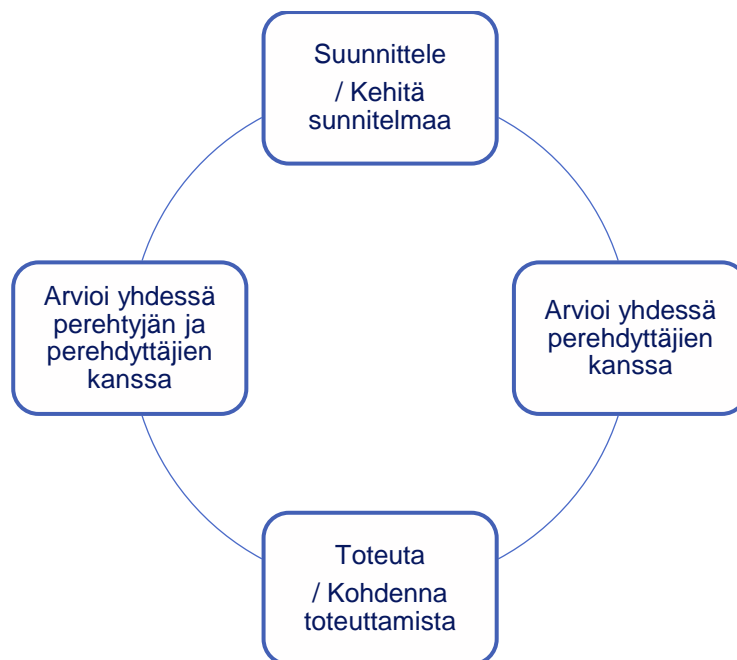 Suunnittele
/ Kehitä
sunnitelmaa
Arvioi yhdessä
perehdyttäjien
kanssa
Toteuta
/ Kohdenna
toteuttamista
Arvioi yhdessä
perehtyjän ja
perehdyttäjien
kanssa